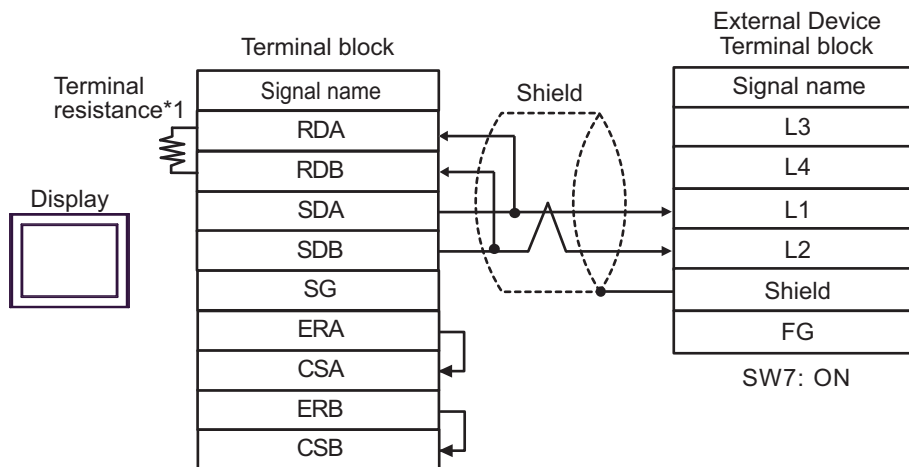 Display
Terminal
resistance*1
Terminal block
Signal name
RDA
RDB
SDA
SDB
SG
ERA
CSA
ERB
CSB
Shield
External Device
Terminal block
Signal name
L3
L4
L1
L2
Shield
FG
SW7: ON